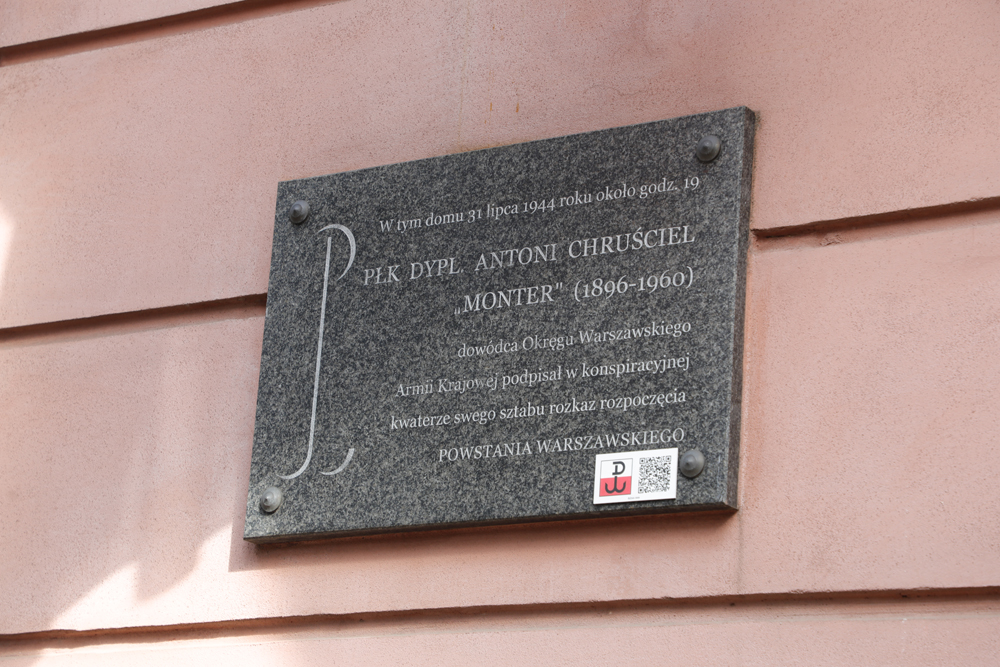 W tym domu 31 lipca 1944 roku około godz. 19
PŁK DYPL. ANTONI CHRUŚCIEL
„MONTER" (1896-1960)
dowódca Okręgu Warszawskiego
Armii Krajowej podpisał w konspiracyjnej
kwaterze swego sztabu rozkaz rozpoczęcia
POWSTANIA WARSZAWSKIEGO